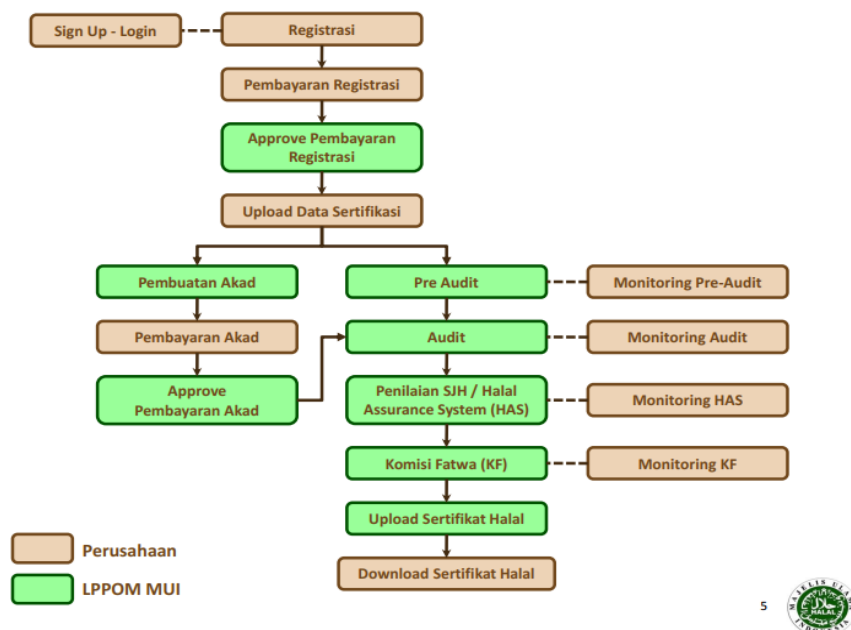 Sign Up - Login
Registrasi
Pembayaran Registrasi
Approve Pembayaran
Registrasi
Upload Data Sertifikasi
Pembuatan Akad
Pre Audit
Monitoring Pre-Audit
Pembayaran Akad
Audit
Monitoring Audit
Approve
Pembayaran Akad
Penilaian SJH / Halal
Assurance System (HAS)
Monitoring HAS
Komisi Fatwa (KF)
Monitoring KF
Upload Sertifikat Halal
Download Sertifikat Halal
Perusahaan
LPPOM MUI
5
MAJELIS ULAMA
HALAL